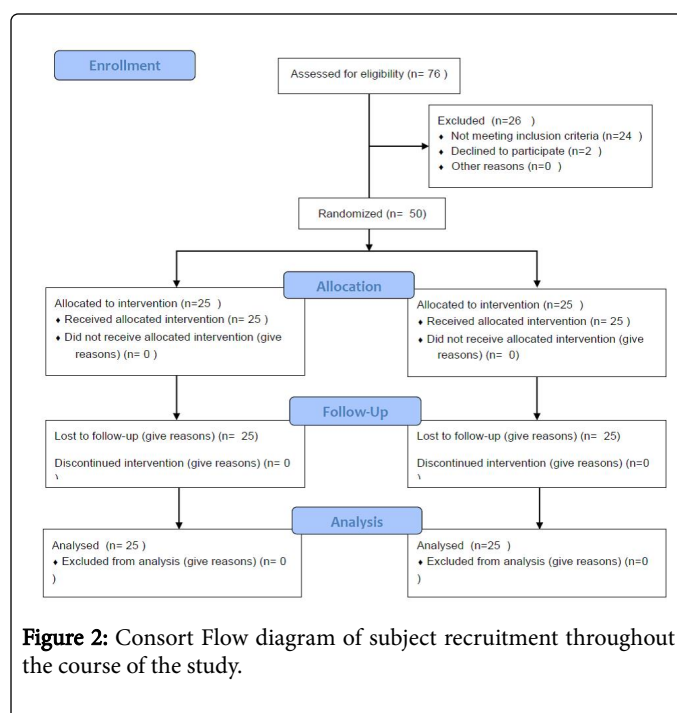 Enrollment
Assessed for eligibility (n= 76 )
Excluded (n=26 )
♦ Not meeting inclusion criteria (n=24 )
♦ Declined to participate (n=2 )
♦ Other reasons (n=0 )
Randomized (n= 50)
Allocation
Allocated to intervention (n=25 )
♦ Received allocated intervention (n= 25 )
♦ Did not receive allocated intervention (give
reasons) (n= 0 )
Allocated to intervention (n=25 )
♦ Received allocated intervention (n= 25 )
♦ Did not receive allocated intervention (give
reasons) (n= 0)
Follow-Up
Lost to follow-up (give reasons) (n= 25)
Discontinued intervention (give reasons) (n= 0
)
Lost to follow-up (give reasons) (n= 25)
Discontinued intervention (give reasons) (n=0
)
Analysis
Analysed (n= 25 )
♦ Excluded from analysis (give reasons) (n= 0
)
Analysed (n=25 )
♦ Excluded from analysis (give reasons) (n=0
)
Figure 2: Consort Flow diagram of subject recruitment throughout
the course of the study.